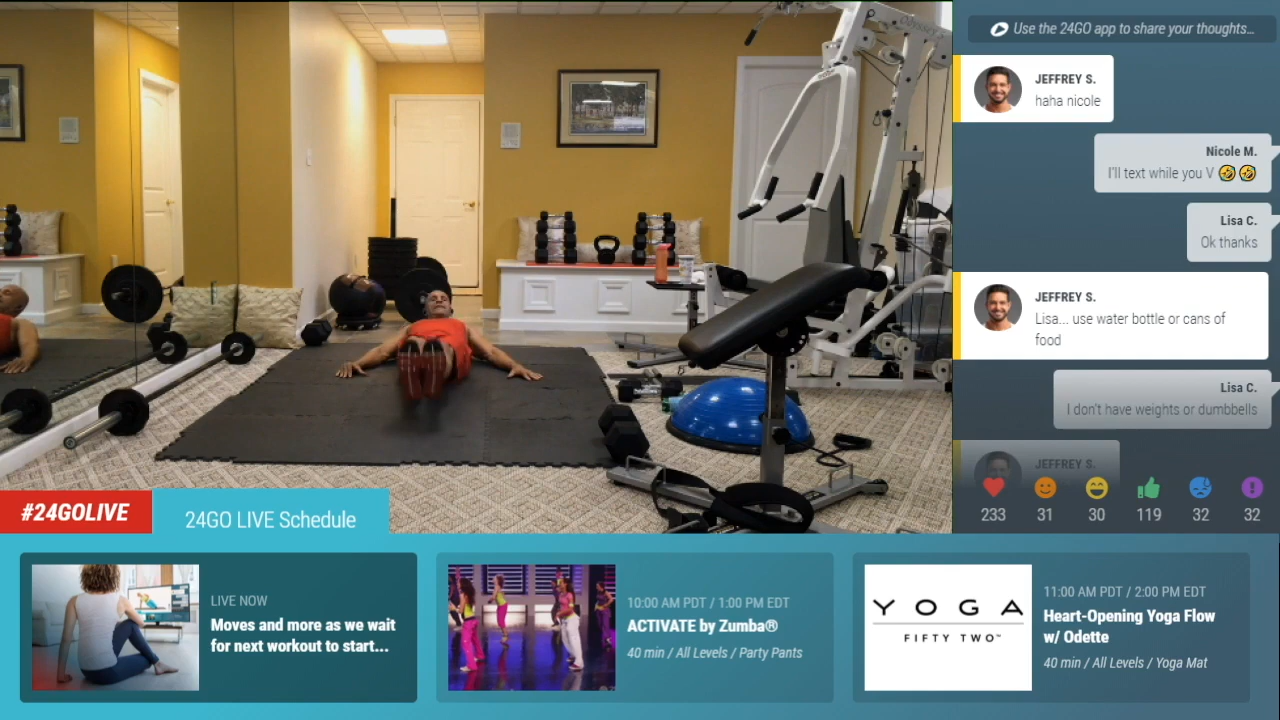 Odyssey 5
Use the 24GO app to share your thoughts...
JEFFREY S.
haha nicole
Nicole M.
I'll text while you V 🤣 🤣
Lisa C.
Ok thanks
JEFFREY S.
Lisa... use water bottle or cans of
food
Lisa C.
I don't have weights or dumbbells
JEFFREY S.
233 31 30 119 32 32
#24GOLIVE
24GO LIVE Schedule
LIVE NOW
Moves and more as we wait
for next workout to start...
10:00 AM PDT / 1:00 PM EDT
ACTIVATE by Zumba®
40 min / All Levels / Party Pants
YOGA
FIFTY TWO™
11:00 AM PDT / 2:00 PM EDT
Heart-Opening Yoga Flow
w/ Odette
40 min / All Levels / Yoga Mat